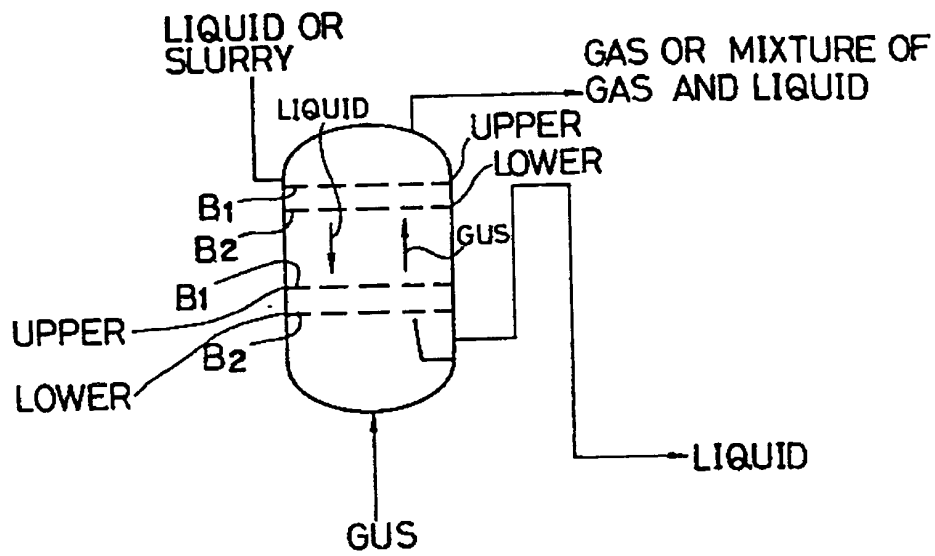 LIQUID OR
SLURRY
GAS OR MIXTURE OF
GAS AND LIQUID
LIQUID
UPPER
LOWER
B1
B2
GUS
B1
UPPER
B2
LOWER
LIQUID
GUS